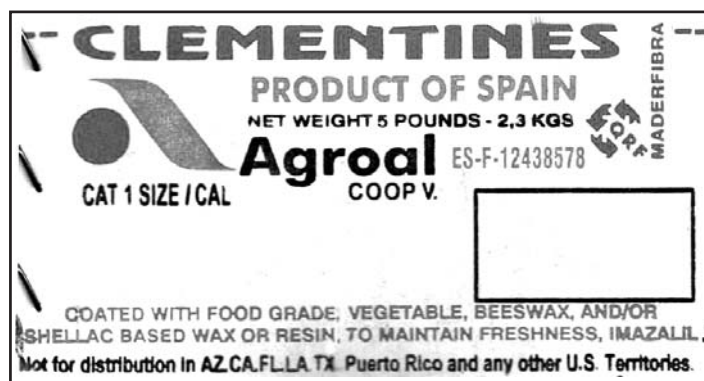 CLEMENTINES
PRODUCT OF SPAIN
NET WEIGHT 5 POUNDS - 2,3 KGS
Agroal ES-F-12438578
COOP V.
CAT 1 SIZE / CAL
QRF
MADERFIBRA
COATED WITH FOOD GRADE, VEGETABLE, BEESWAX, AND/OR
SHELLAC BASED WAX OR RESIN, TO MAINTAIN FRESHNESS, IMAZALIL,
Not for distribution in AZ.CA.FL.LA.TX. Puerto Rico and any other U.S. Territories.